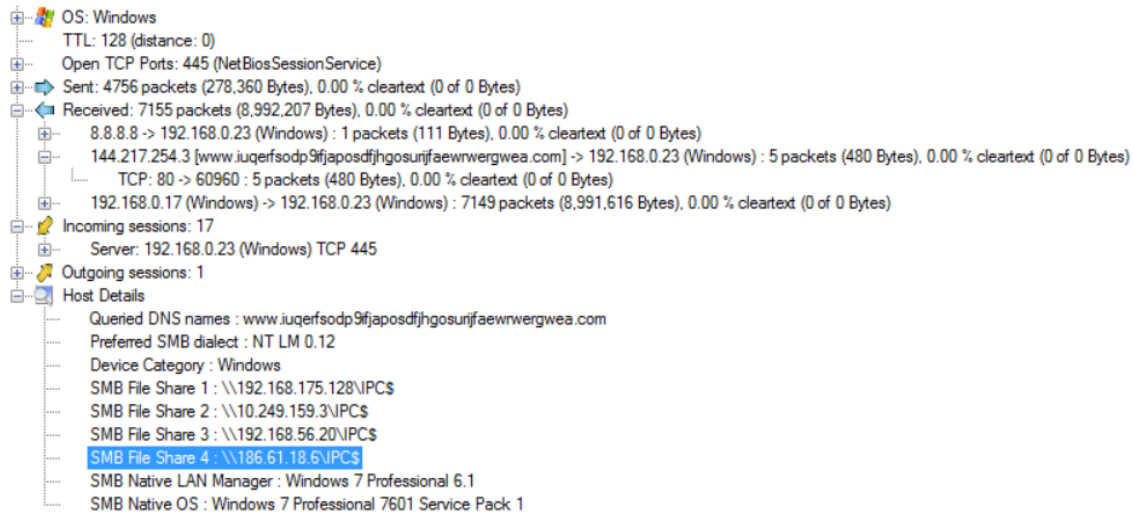 OS: Windows
TTL: 128 (distance: 0)
Open TCP Ports: 445 (NetBiosSessionService)
Sent: 4756 packets (278,360 Bytes), 0.00 % cleartext (0 of 0 Bytes)
Received: 7155 packets (8,992,207 Bytes), 0.00 % cleartext (0 of 0 Bytes)
8.8.8.8 -> 192.168.0.23 (Windows) : 1 packets (111 Bytes), 0.00 % cleartext (0 of 0 Bytes)
144.217.254.3 [www.iuqerfsodp9ifjaposdfjhgosurijfaewrwergwea.com] -> 192.168.0.23 (Windows) : 5 packets (480 Bytes), 0.00 % cleartext (0 of 0 Bytes)
TCP: 80 -> 60960 : 5 packets (480 Bytes), 0.00 % cleartext (0 of 0 Bytes)
192.168.0.17 (Windows) -> 192.168.0.23 (Windows) : 7149 packets (8,991,616 Bytes), 0.00 % cleartext (0 of 0 Bytes)
Incoming sessions: 17
Server: 192.168.0.23 (Windows) TCP 445
Outgoing sessions: 1
Host Details
Queried DNS names : www.iuqerfsodp9ifjaposdfjhgosurijfaewrwergwea.com
Preferred SMB dialect : NT LM 0.12
Device Category : Windows
SMB File Share 1 : \\192.168.175.128\IPC$
SMB File Share 2 : \\10.249.159.3\IPC$
SMB File Share 3 : \\192.168.56.20\IPC$
SMB File Share 4 : \\186.61.18.6\IPC$
SMB Native LAN Manager : Windows 7 Professional 6.1
SMB Native OS : Windows 7 Professional 7601 Service Pack 1